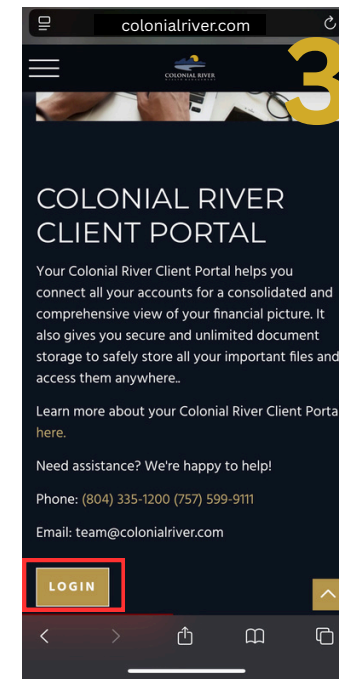 colonialriver.com
3
COLONIAL RIVER
WEALTH MANAGEMENT
COLONIAL RIVER
CLIENT PORTAL
Your Colonial River Client Portal helps you
connect all your accounts for a consolidated and
comprehensive view of your financial picture. It
also gives you secure and unlimited document
storage to safely store all your important files and
access them anywhere..
Learn more about your Colonial River Client Porta
here.
Need assistance? We're happy to help!
Phone: (804) 335-1200 (757) 599-9111
Email: team@colonialriver.com
LOGIN